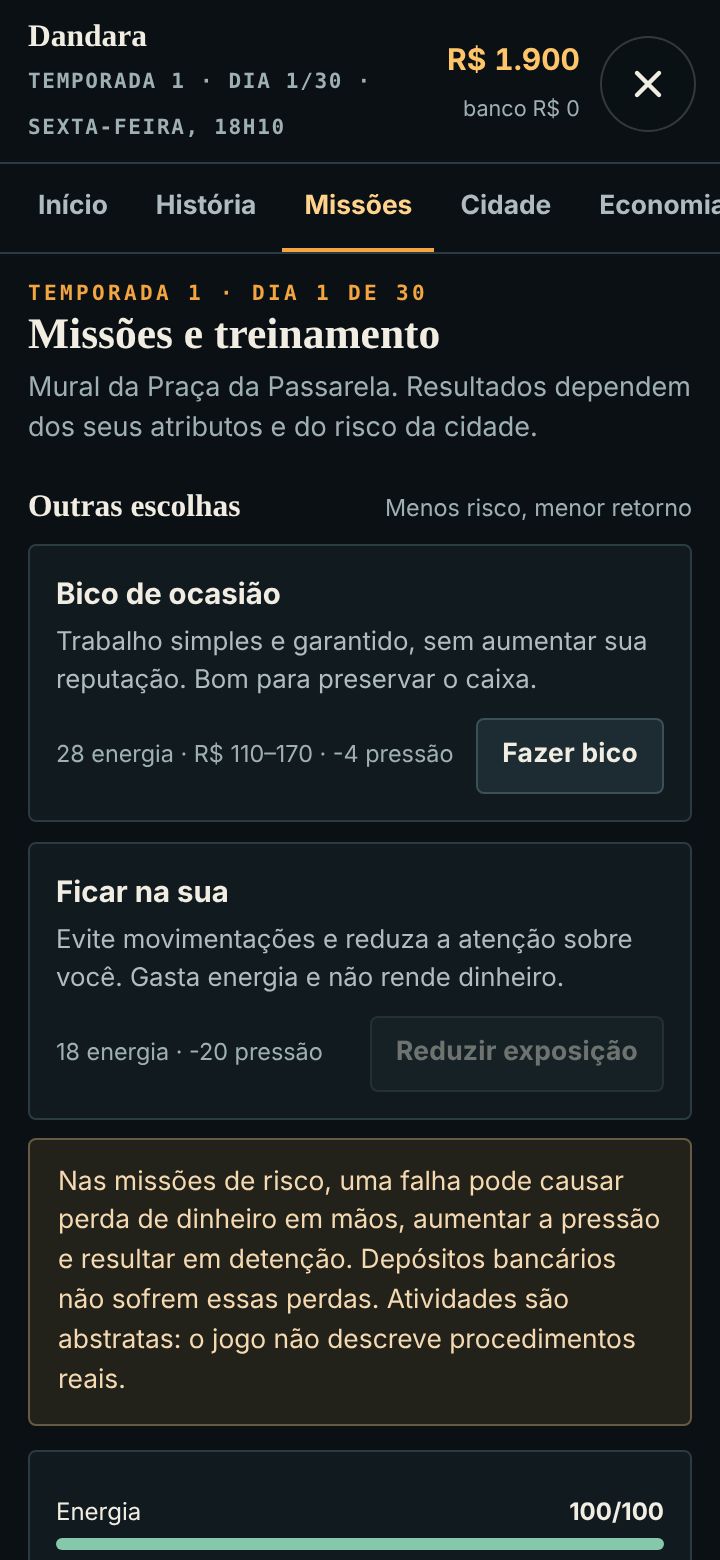 Dandara
TEMPORADA 1 · DIA 1/30 ·
SEXTA-FEIRA, 18H10
R$ 1.900
banco R$ 0
Início História Missões Cidade Economia
TEMPORADA 1 · DIA 1 DE 30
Missões e treinamento
Mural da Praça da Passarela. Resultados dependem
dos seus atributos e do risco da cidade.
Outras escolhas
Menos risco, menor retorno
Bico de ocasião
Trabalho simples e garantido, sem aumentar sua
reputação. Bom para preservar o caixa.
28 energia · R$ 110–170 · -4 pressão
Fazer bico
Ficar na sua
Evite movimentações e reduza a atenção sobre
você. Gasta energia e não rende dinheiro.
18 energia · -20 pressão
Reduzir exposição
Nas missões de risco, uma falha pode causar
perda de dinheiro em mãos, aumentar a pressão
e resultar em detenção. Depósitos bancários
não sofrem essas perdas. Atividades são
abstratas: o jogo não descreve procedimentos
reais.
Energia
100/100